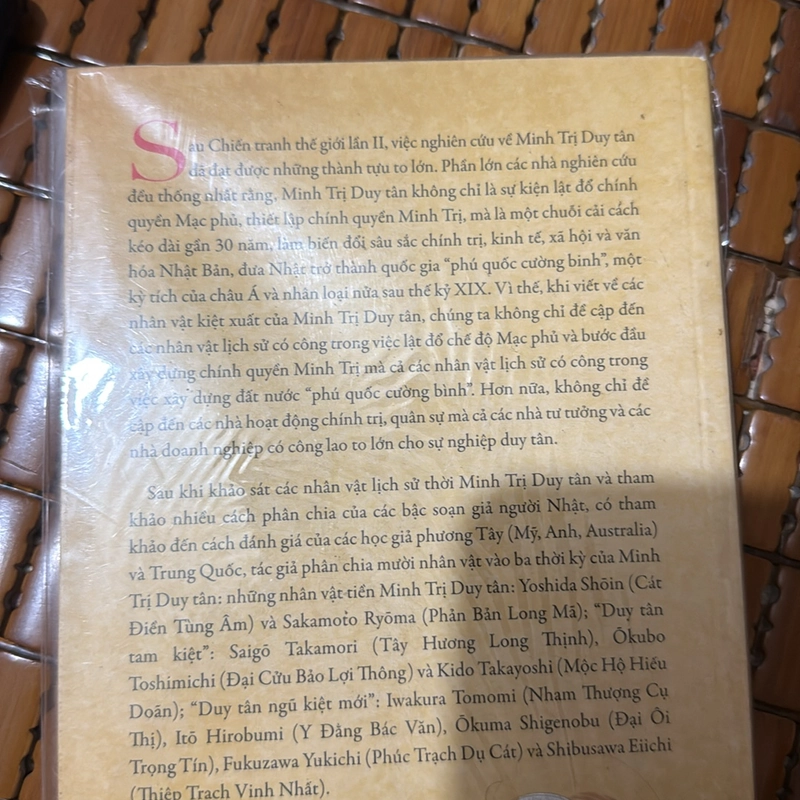 Sau Chiến tranh thế giới lần II, việc nghiên cứu về Minh Trị Duy tân
đã đạt được những thành tựu to lớn. Phần lớn các nhà nghiên cứu
đều thống nhất rằng, Minh Trị Duy tân không chỉ là sự kiện lật đổ chính
quyền Mạc phủ, thiết lập chính quyền Minh Trị, mà là một chuỗi cải cách
kéo dài gần 30 năm, làm biến đổi sâu sắc chính trị, kinh tế, xã hội và văn
hóa Nhật Bản, đưa Nhật trở thành quốc gia “phú quốc cường binh”, một
kỳ tích của châu Á và nhân loại nửa sau thế kỷ XIX. Vì thế, khi viết về các
nhân vật kiệt xuất của Minh Trị Duy tân, chúng ta không chỉ đề cập đến
các nhân vật lịch sử có công trong việc lật đổ chế độ Mạc phủ và bước đầu
xây dựng chính quyền Minh Trị mà cả các nhân vật lịch sử có công trong
việc xây dựng đất nước “phú quốc cường bình”. Hơn nữa, không chỉ đề
cập đến các nhà hoạt động chính trị, quân sự mà cả các nhà tư tưởng và các
nhà doanh nghiệp có công lao to lớn cho sự nghiệp duy tân.
Sau khi khảo sát các nhân vật lịch sử thời Minh Trị Duy tân và tham
khảo nhiều cách phân chia của các bậc soạn giả người Nhật, có tham
khảo đến cách đánh giá của các học giả phương Tây (Mỹ, Anh, Australia)
và Trung Quốc, tác giả phân chia mười nhân vật vào ba thời kỳ của Minh
Trị Duy tân: những nhân vật tiền Minh Trị Duy tân: Yoshida Shōin (Cát
Điền Tùng Âm) và Sakamoto Ryōma (Phản Bản Long Mã); “Duy tân
tam kiệt”: Saigō Takamori (Tây Hương Long Thịnh), Ōkubo
Toshimichi (Đại Cửu Bảo Lợi Thông) và Kido Takayoshi (Mộc Hộ Hiếu
Doãn); “Duy tân ngũ kiệt mới”: Iwakura Tomomi (Nham Thượng Cụ
Thị), Itō Hirobumi (Y Đằng Bác Văn), Ōkuma Shigenobu (Đại Ôi
Trọng Tín), Fukuzawa Yukichi (Phúc Trạch Dụ Cát) và Shibusawa Eiichi
(Thiệp Trạch Vinh Nhất).